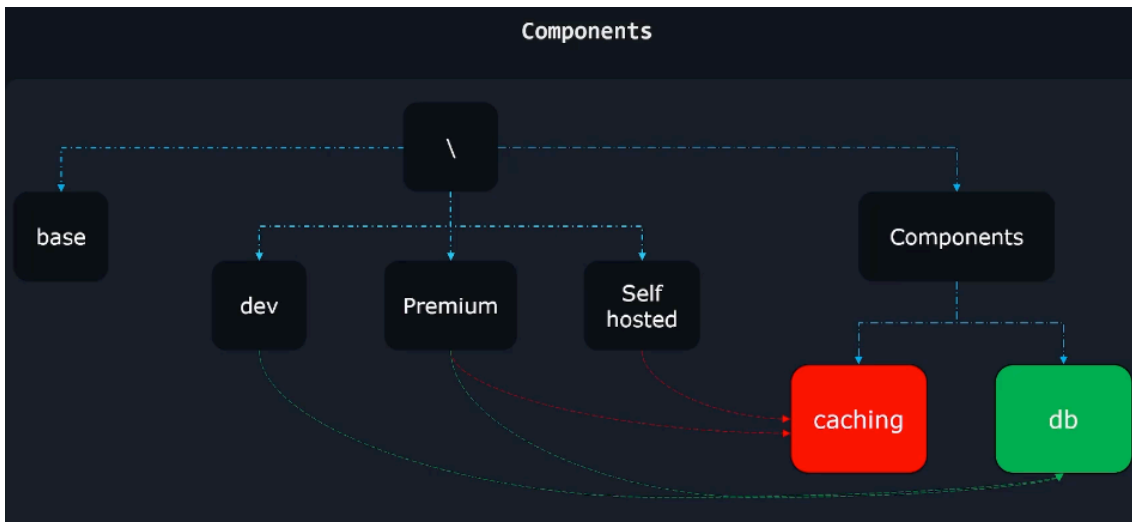 Components
\
base
Components
dev
Premium
Self
hosted
caching
db